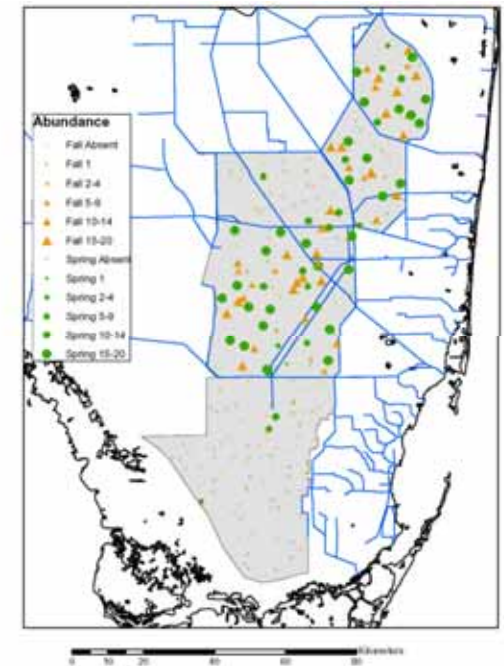 Abundance
Fall Absent
Fall 1
Fall 2-4
Fall 5-9
Fall 10-14
Fall 15-20
Spring Absent
Spring 1
Spring 2-4
Spring 5-9
Spring 10-14
Spring 15-20
0 5 10 20 40 60 80 Kilometers